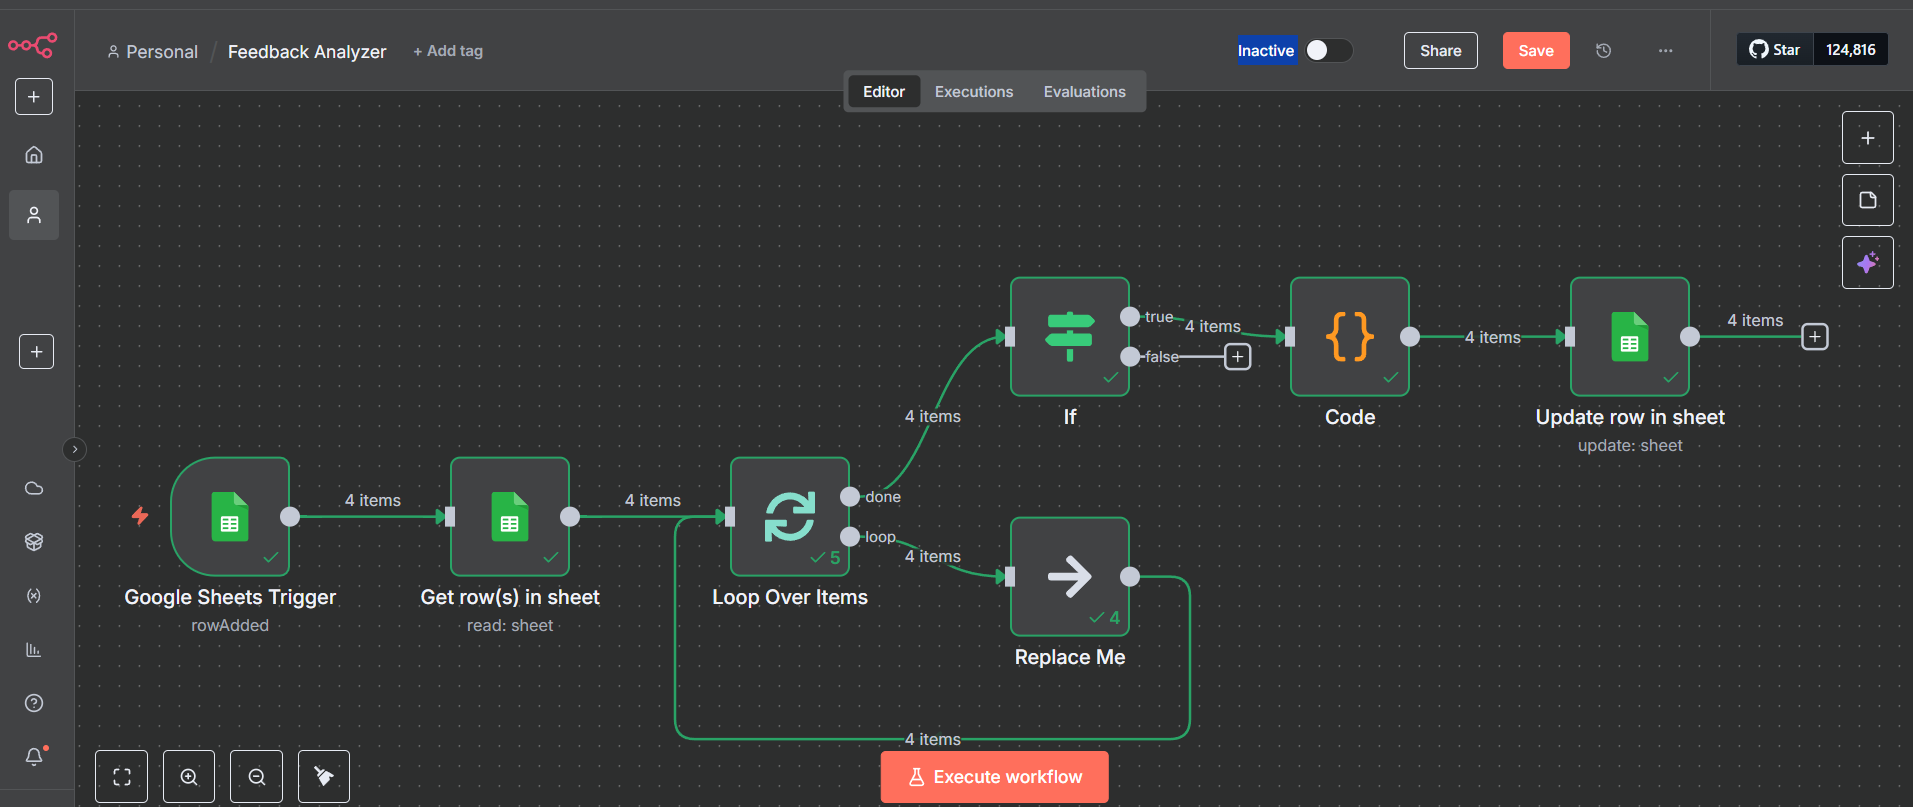 Personal / Feedback Analyzer + Add tag
Inactive
Share
Save
Star 124,816
Editor Executions Evaluations
true
4 items
false
4 items
4 items
If
Code
Update row in sheet
update: sheet
4 items
4 items
4 items
done
loop
4 items
5
Google Sheets Trigger
rowAdded
Get row(s) in sheet
read: sheet
Loop Over Items
4
Replace Me
4 items
Execute workflow